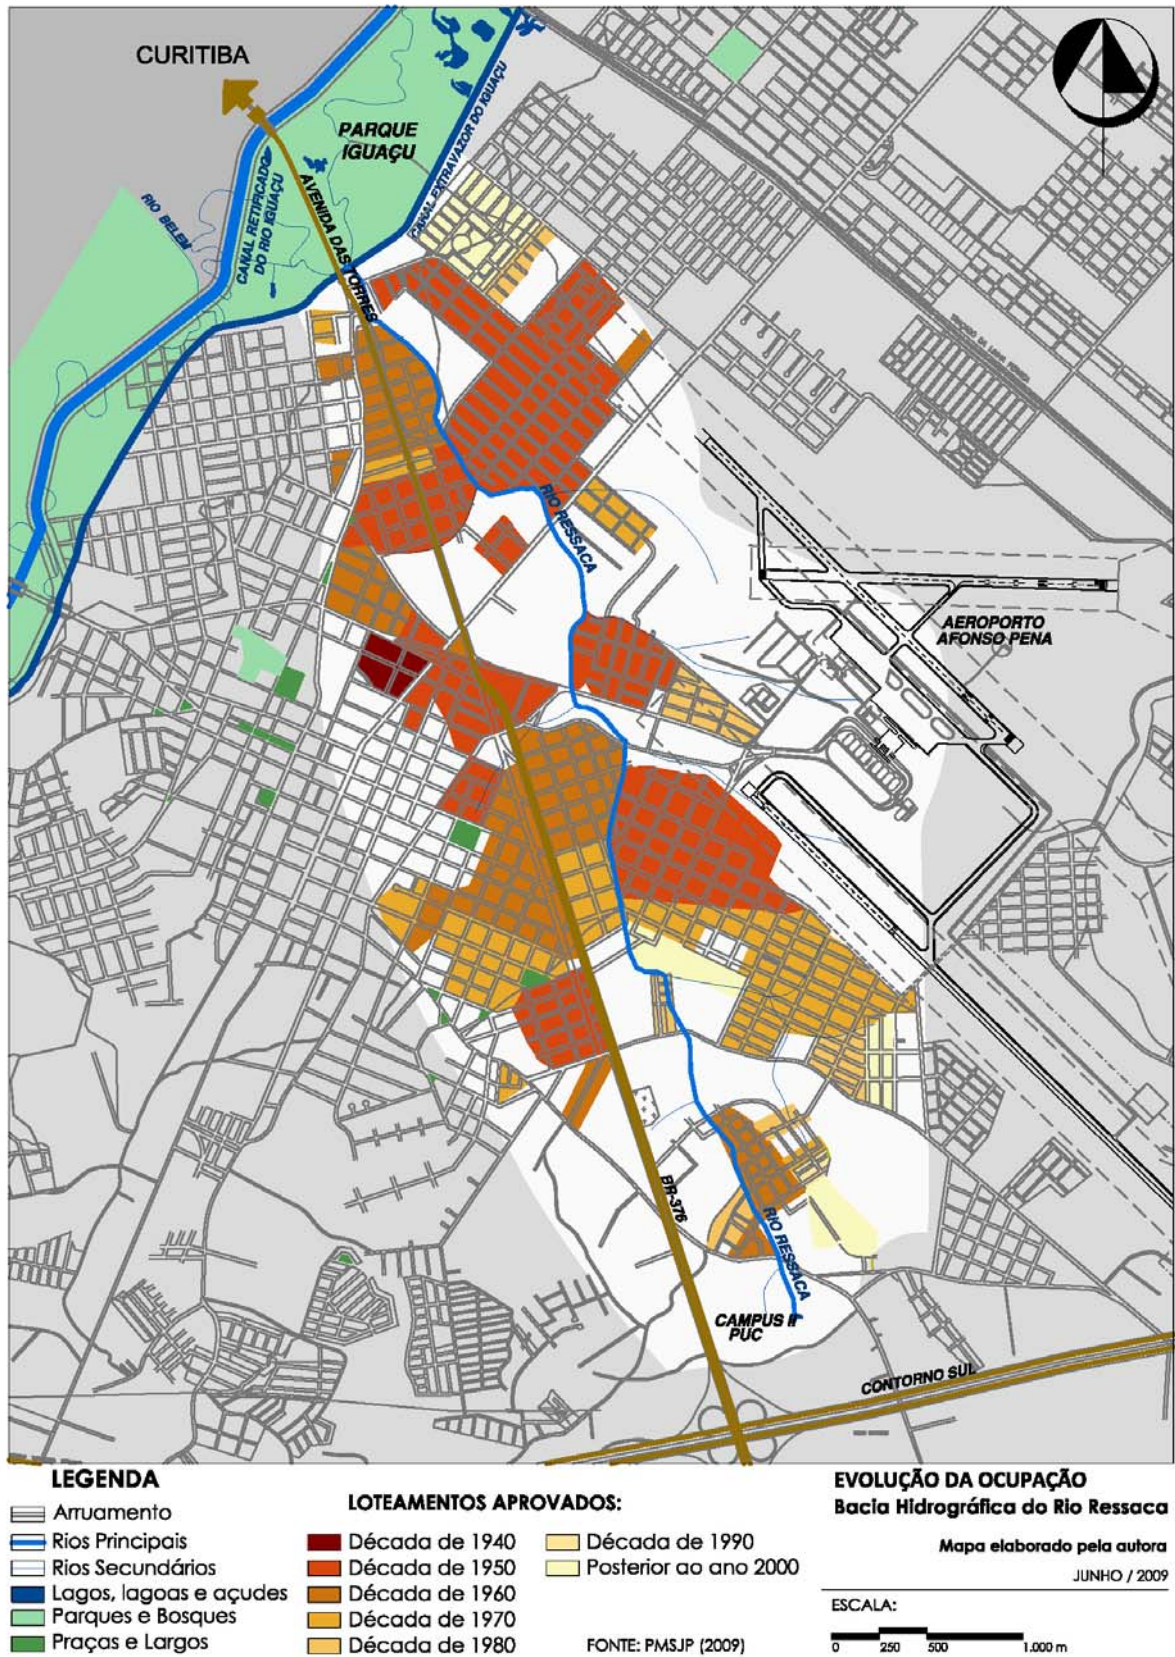 CURITIBA
PARQUE
IGUAÇU
CANAL EXTRAVAZOR DO IGUAÇU
AVENIDA DAS TORRES
RIO BELEM
CANAL RETIFICADO
DO RIO IGUAÇU
RIO RESSACA
AEROPORTO
AFONSO PENA
BR-376
RIO RESSACA
CAMPUS II
PUC
CONTORNO SUL
LEGENDA
Arruamento
Rios Principais
Rios Secundários
Lagos, lagoas e açudes
Parques e Bosques
Praças e Largos
LOTEAMENTOS APROVADOS:
Década de 1940
Década de 1950
Década de 1960
Década de 1970
Década de 1980
Década de 1990
Posterior ao ano 2000
FONTE: PMSJP (2009)
EVOLUÇÃO DA OCUPAÇÃO
Bacia Hidrográfica do Rio Ressaca
Mapa elaborado pela autora
JUNHO / 2009
ESCALA:
0 250 500 1.000 m